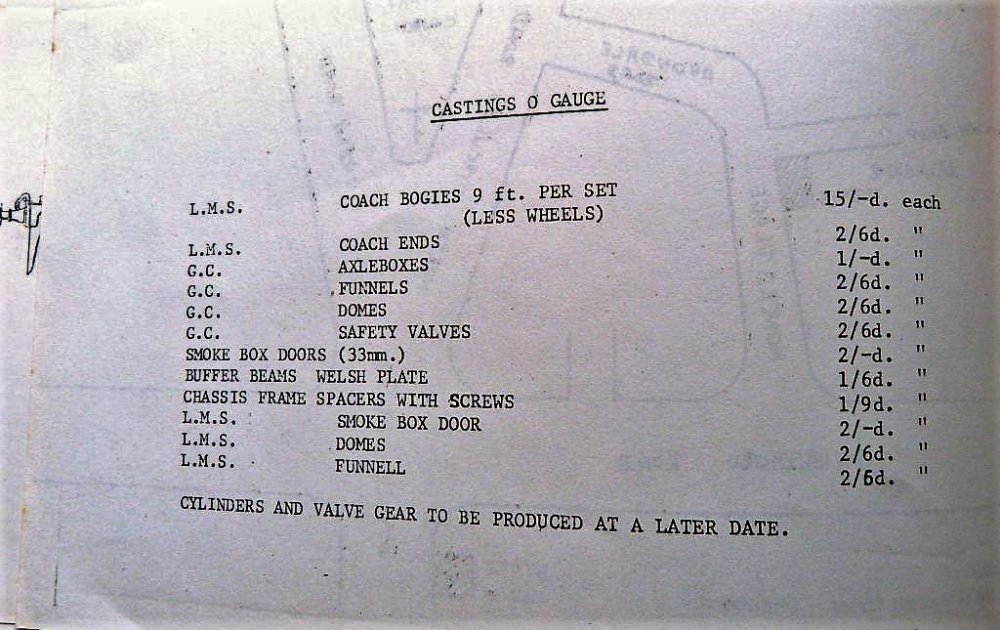 CASTINGS O GAUGE
L.M.S. COACH BOGIES 9 ft. PER SET 15/-d. each
(LESS WHEELS)
L.M.S. COACH ENDS 2/6d. "
G.C. AXLEBOXES 1/-d. "
G.C. FUNNELS 2/6d. "
G.C. DOMES 2/6d. "
G.C. SAFETY VALVES 2/6d. "
SMOKE BOX DOORS (33mm.) 2/-d. "
BUFFER BEAMS WELSH PLATE 1/6d. "
CHASSIS FRAME SPACERS WITH SCREWS 1/9d. "
L.M.S. SMOKE BOX DOOR 2/-d. "
L.M.S. DOMES 2/6d. "
L.M.S. FUNNELL 2/6d. "
CYLINDERS AND VALVE GEAR TO BE PRODUCED AT A LATER DATE.